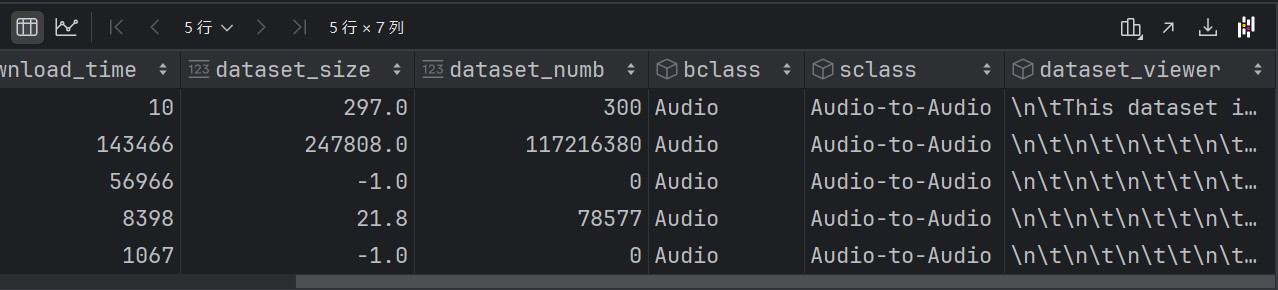 5 行 5 行 × 7 列
wnload_time 123 dataset_size 123 dataset_numb bclass sclass dataset_viewer
10 297.0 300 Audio Audio-to-Audio \n\tThis dataset i…
143466 247808.0 117216380 Audio Audio-to-Audio \n\t\n\t\n\t\t\n\t…
56966 -1.0 0 Audio Audio-to-Audio \n\t\n\t\n\t\t\n\t…
8398 21.8 78577 Audio Audio-to-Audio \n\t\n\t\n\t\t\n\t…
1067 -1.0 0 Audio Audio-to-Audio \n\t\n\t\n\t\t\n\t…